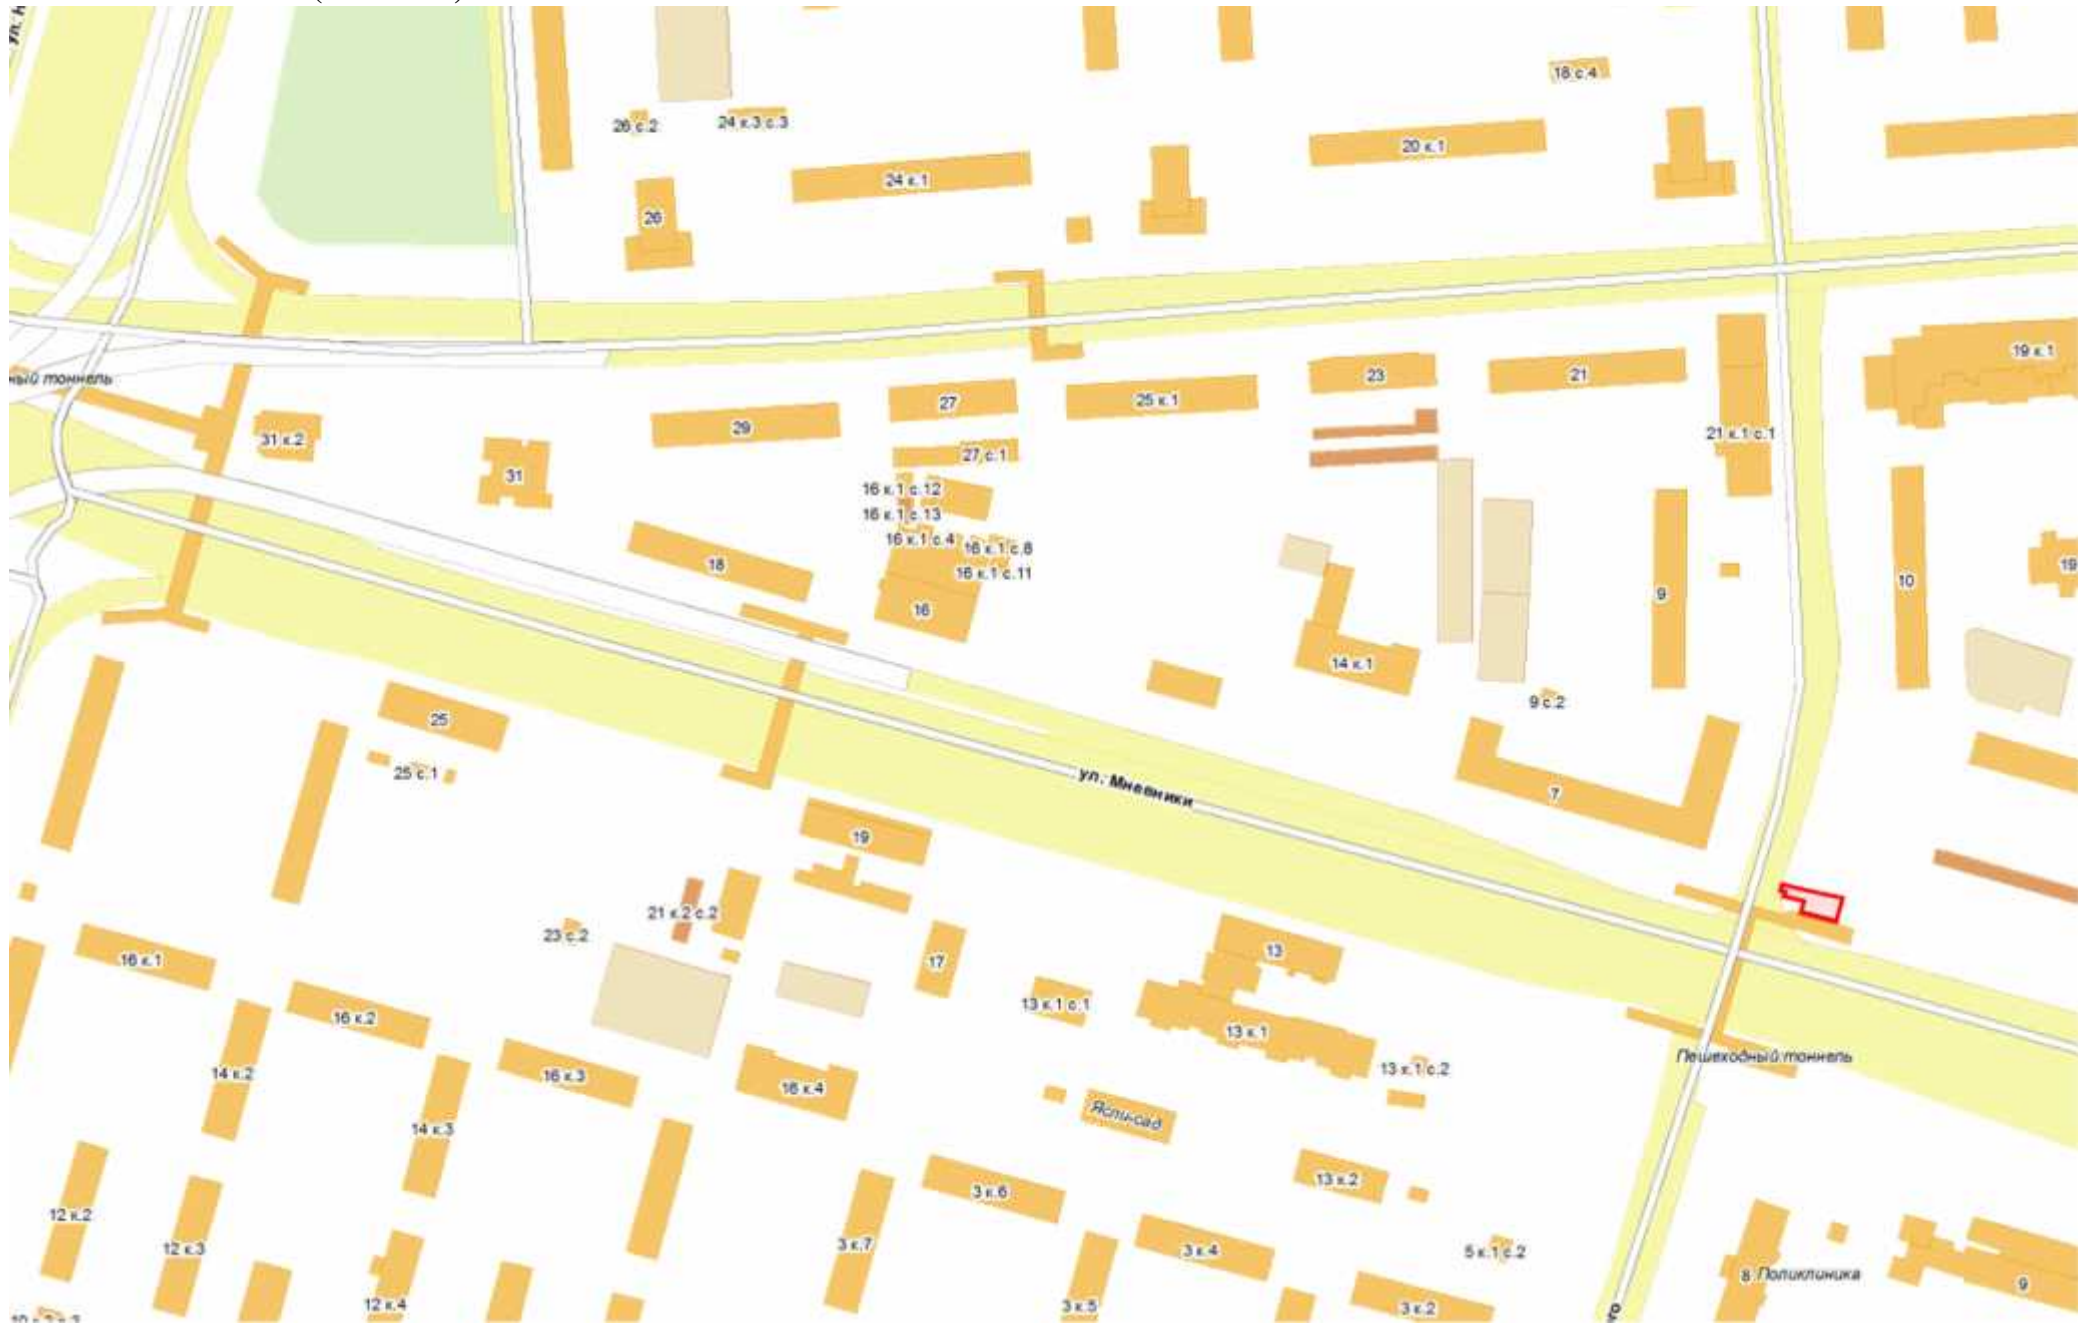 18 с.4
26 с.2
24 к.3 с.3
20 к.1
24 к.1
26
19 к.1
ный тоннель
23
21
25 к.1
27
29
31 к.2
21 к.1 с.1
27 с.1
31
16 к.1 с.12
16 к.1 с.13
16 к.1 с.4
16 к.1 с.8
18
19
16 к.1 с.11
10
9
16
14 к.1
9 с.2
25
25 с.1
ул. Мневники
7
19
21 к.2 с.2
23 с.2
13
16 к.1
17
13 к.1 с.1
16 к.2
13 к.1
Пешеходный тоннель
13 к.1 с.2
14 к.2
16 к.3
16 к.4
Ясли-сад
14 к.3
13 к.2
3 к.6
12 к.2
3 к.7
12 к.3
3 к.4
5 к.1 с.2
8 Поликлиника
9
12 к.4
3 к.5
3 к.2